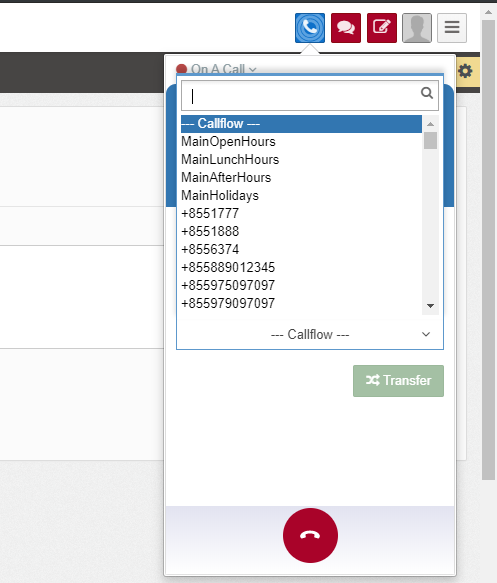 On A Call
--- Callflow ---
MainOpenHours
MainLunchHours
MainAfterHours
MainHolidays
+8551777
+8551888
+8556374
+855889012345
+855975097097
+855979097097
--- Callflow ---
Transfer